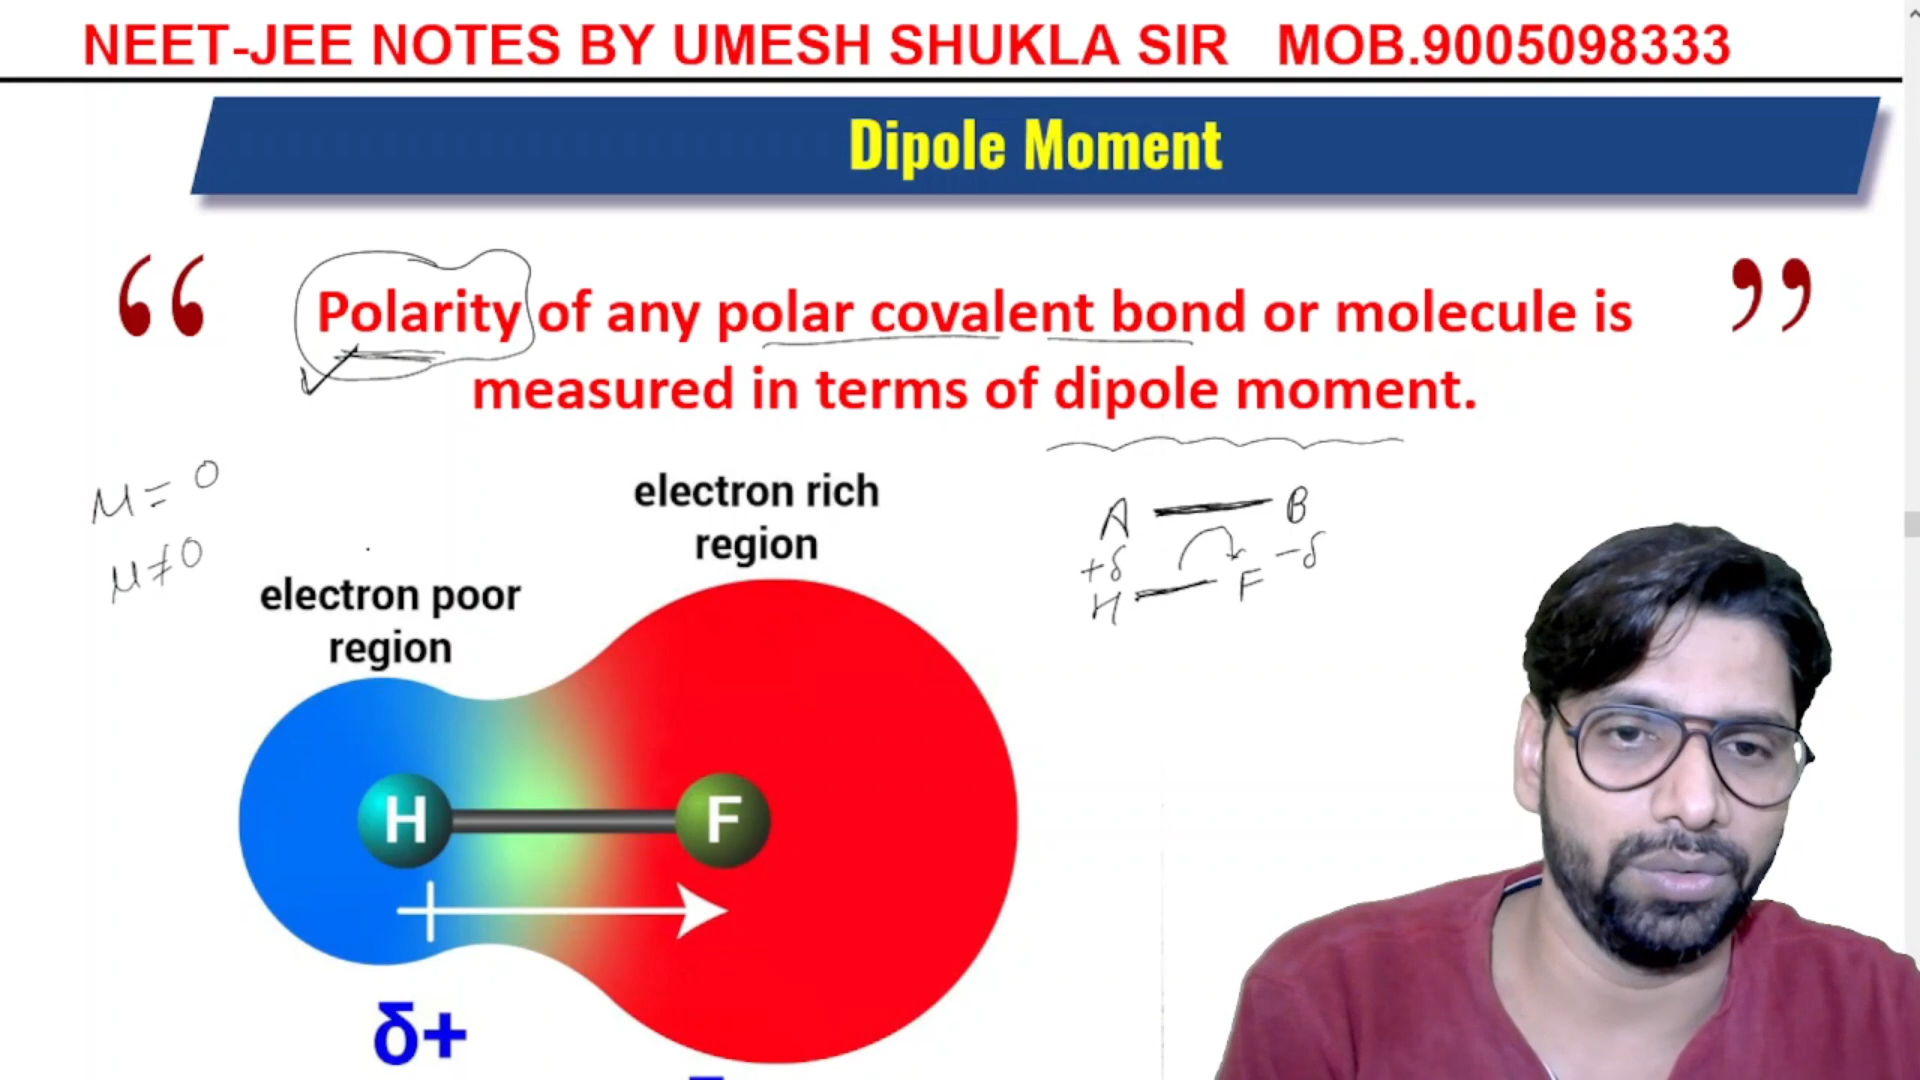 NEET-JEE NOTES BY UMESH SHUKLA SIR MOB.9005098333
Dipole Moment
“ Polarity of any polar covalent bond or molecule is ”
measured in terms of dipole moment.
μ = 0
μ ≠ 0
electron rich
region
electron poor
region
A B
+δ -δ
H F
H F
δ+